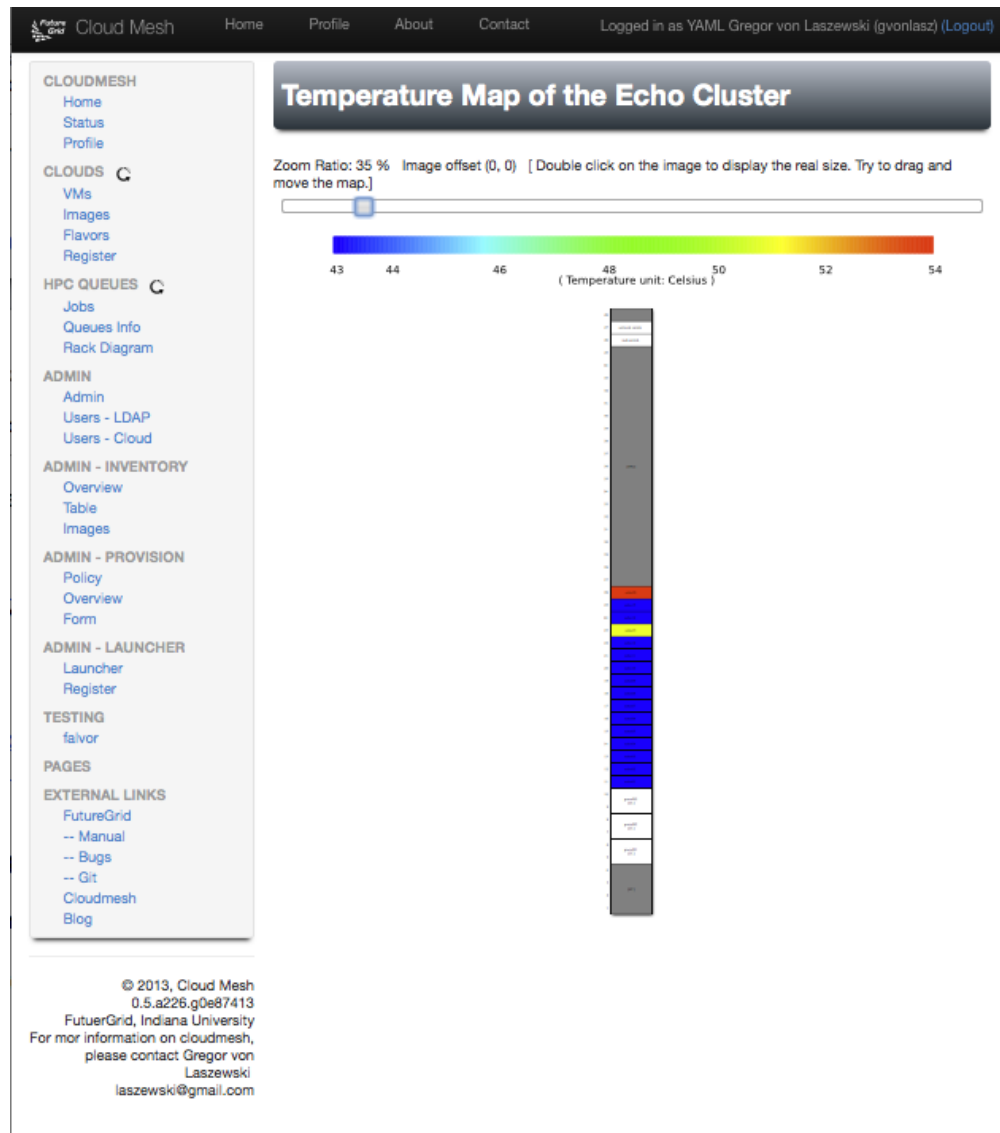 Future Grid Cloud Mesh Home Profile About Contact Logged in as YAML Gregor von Laszewski (gvonlasz) (Logout)
CLOUDMESH
Home
Status
Profile
CLOUDS
VMs
Images
Flavors
Register
HPC QUEUES
Jobs
Queues Info
Rack Diagram
ADMIN
Admin
Users - LDAP
Users - Cloud
ADMIN - INVENTORY
Overview
Table
Images
ADMIN - PROVISION
Policy
Overview
Form
ADMIN - LAUNCHER
Launcher
Register
TESTING
falvor
PAGES
EXTERNAL LINKS
FutureGrid
-- Manual
-- Bugs
-- Git
Cloudmesh
Blog
© 2013, Cloud Mesh
0.5.a226.g0e87413
FutuerGrid, Indiana University
For mor information on cloudmesh,
please contact Gregor von
Laszewski
laszewski@gmail.com
Temperature Map of the Echo Cluster
Zoom Ratio: 35 % Image offset (0, 0) [ Double click on the image to display the real size. Try to drag and
move the map.]
43 44 46 48 50 52 54
( Temperature unit: Celsius )